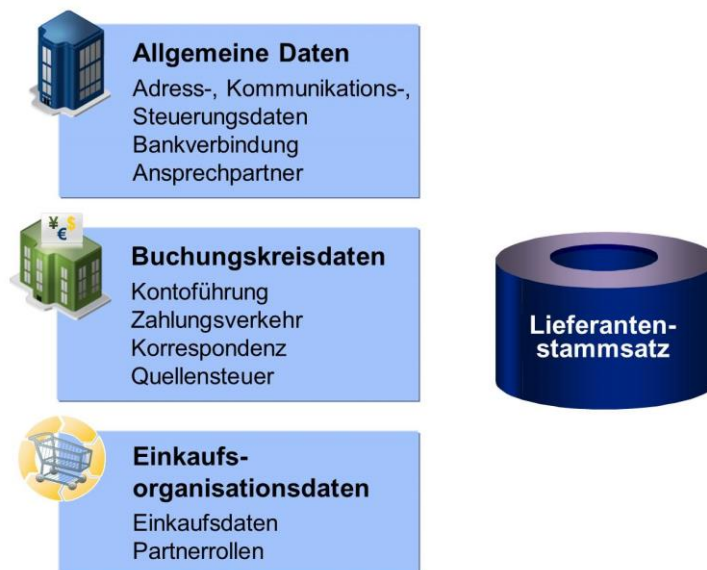 Allgemeine Daten
Adress-, Kommunikations-,
Steuerungsdaten
Bankverbindung
Ansprechpartner
¥ $
€
Buchungskreisdaten
Kontoführung
Zahlungsverkehr
Korrespondenz
Quellensteuer
Lieferanten-
stammsatz
Einkaufs-
organisationsdaten
Einkaufsdaten
Partnerrollen